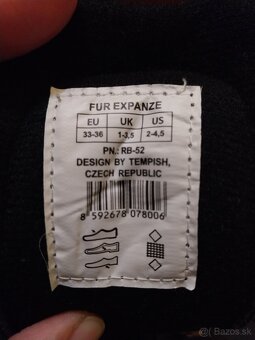 FUR EXPANZE
EU UK US
33-36 1-3,5 2-4,5
PN.: RB-52
DESIGN BY TEMPISH,
CZECH REPUBLIC
8 592678 078006
© Bazos.sk